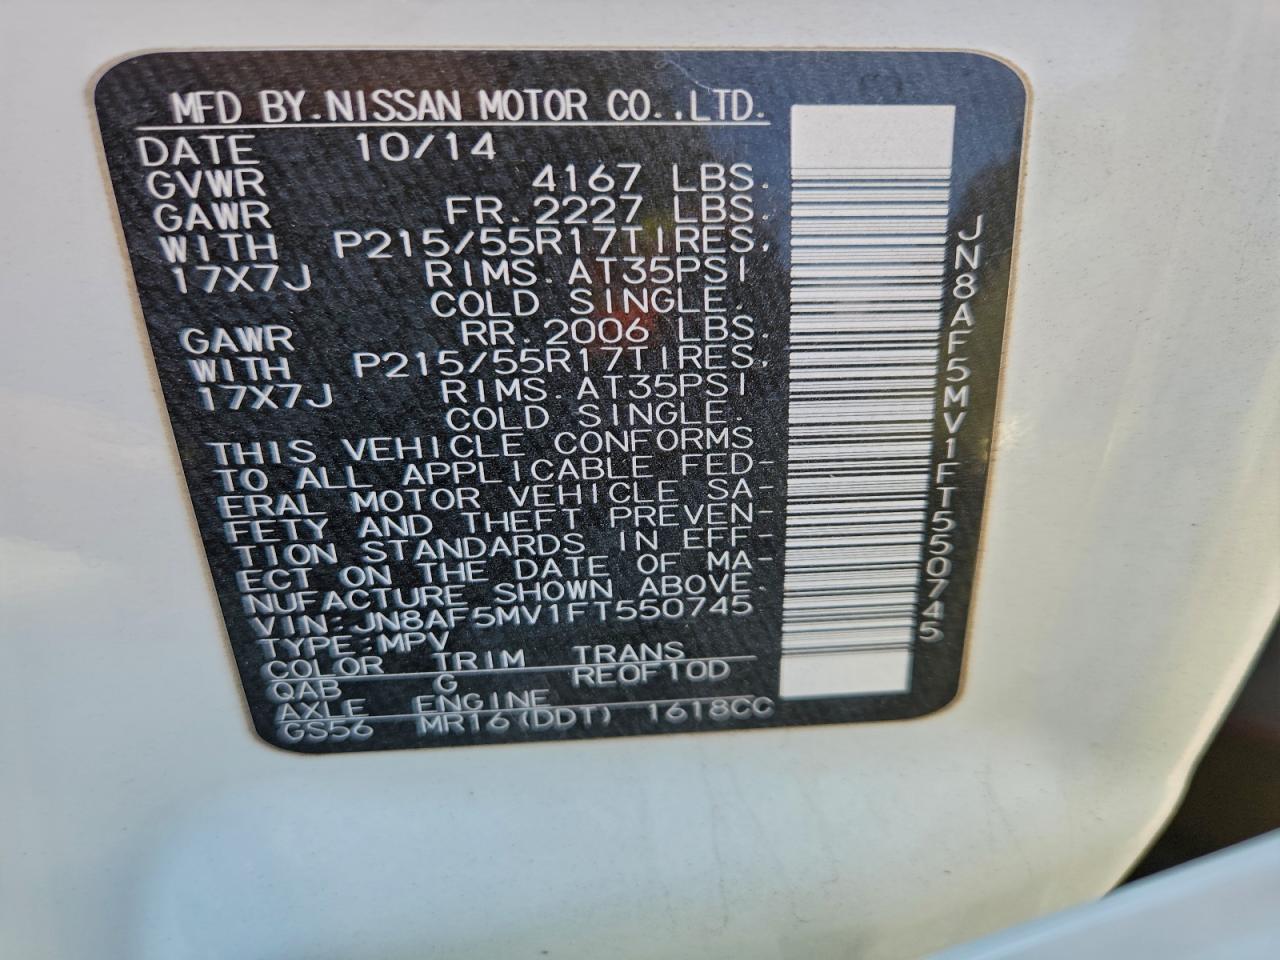 MFD BY.NISSAN MOTOR CO.,LTD.
DATE 10/14
GVWR 4167 LBS.
GAWR FR.2227 LBS.
WITH P215/55R17TIRES,
17X7J RIMS.AT35PSI
COLD SINGLE.
GAWR RR.2006 LBS.
WITH P215/55R17TIRES.
17X7J RIMS.AT35PSI
COLD SINGLE.
THIS VEHICLE CONFORMS
TO ALL APPLICABLE FED-
ERAL MOTOR VEHICLE SA-
FETY AND THEFT PREVEN-
TION STANDARDS IN EFF-
ECT ON THE DATE OF MA-
NUFACTURE SHOWN ABOVE.
VIN:JN8AF5MV1FT550745
TYPE:MPV
COLOR TRIM TRANS
QAB G RE0F10D
AXLE ENGINE
GS56 MR16(DDT) 1618CC
JN8AF5MV1FT550745